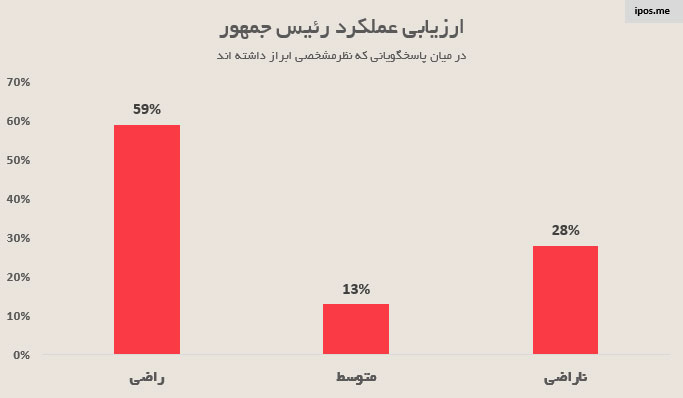 ipos.me
ارزیابی عملکرد رئیس جمهور
در میان پاسخگویانی که نظرمشخصی ابراز داشته اند
70%
60%
50%
40%
30%
20%
10%
0%
59%
13%
28%
راضی
متوسط
ناراضی